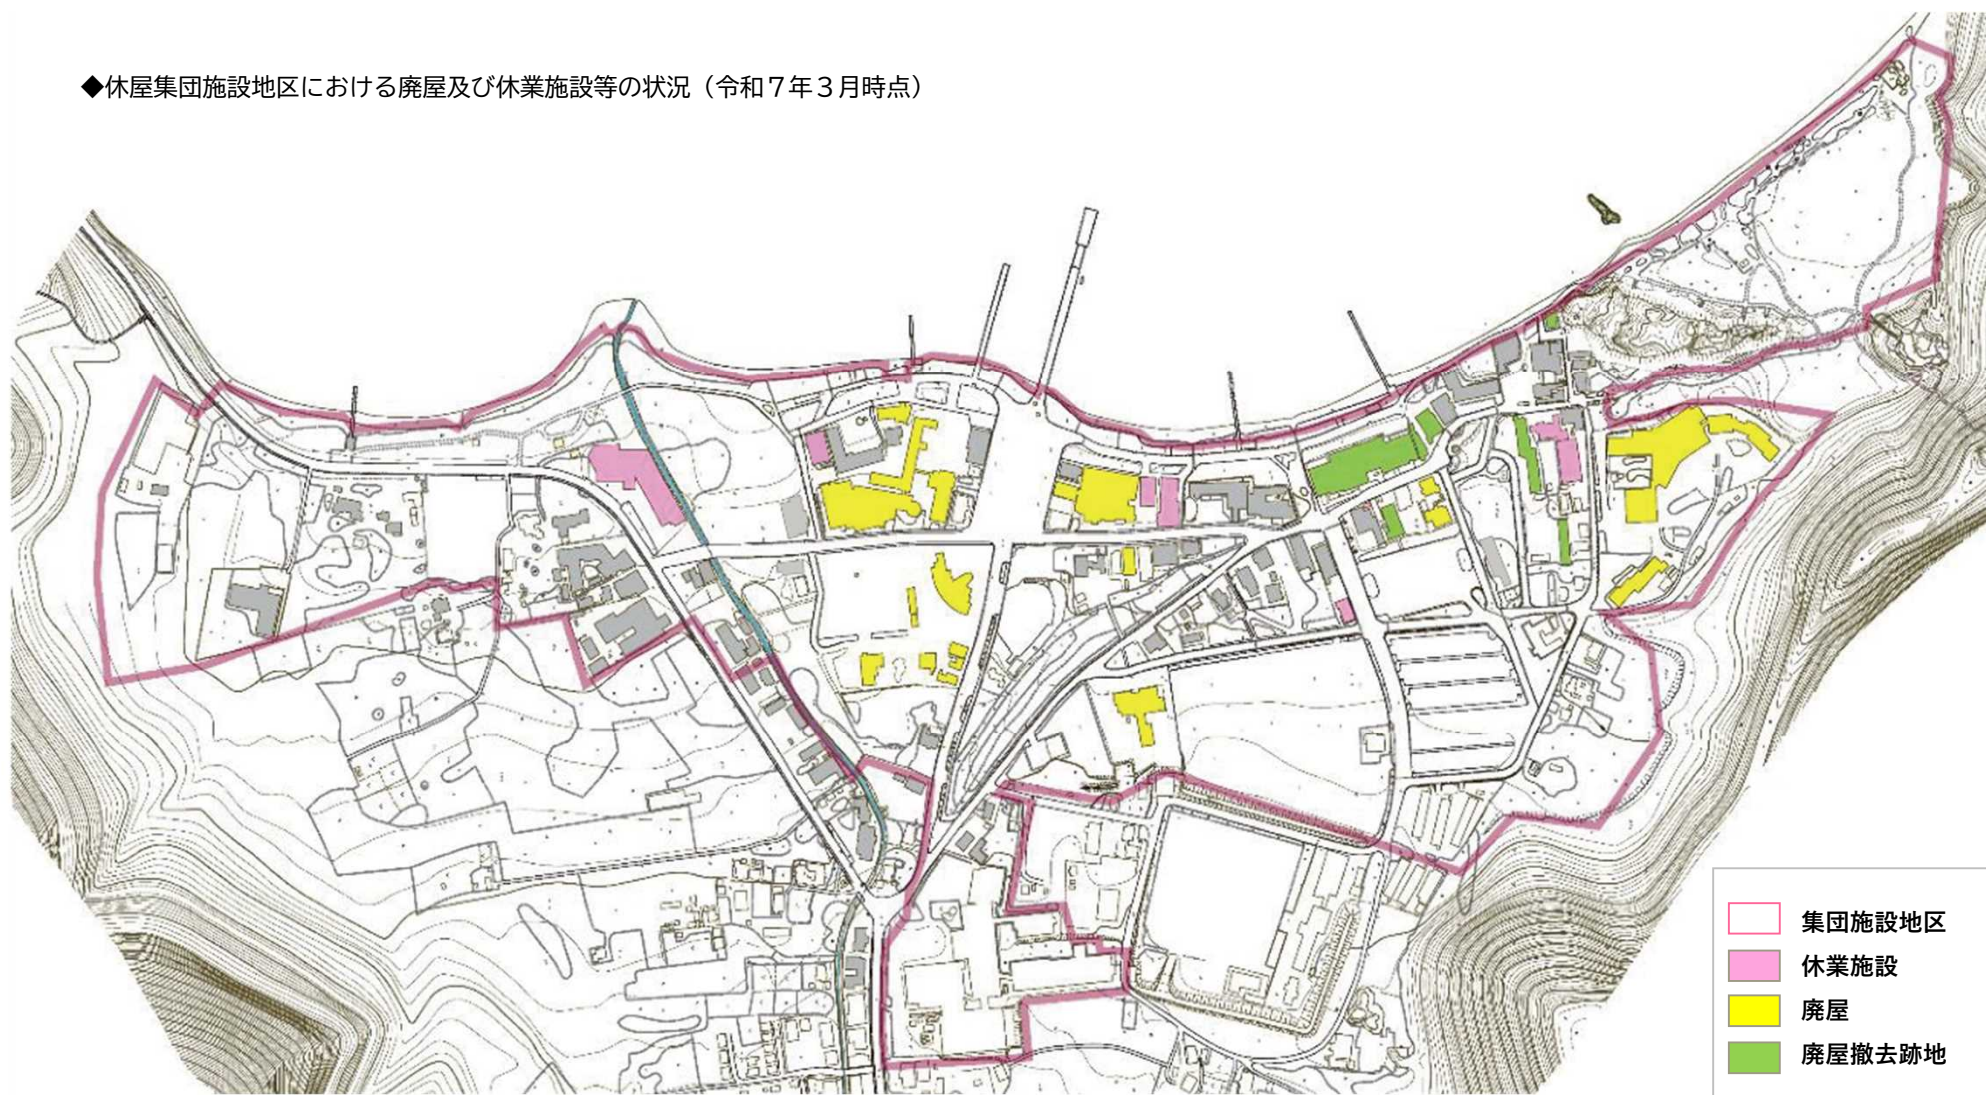 ◆休屋集団施設地区における廃屋及び休業施設等の状況（令和７年３月時点）
集団施設地区
休業施設
廃屋
廃屋撤去跡地